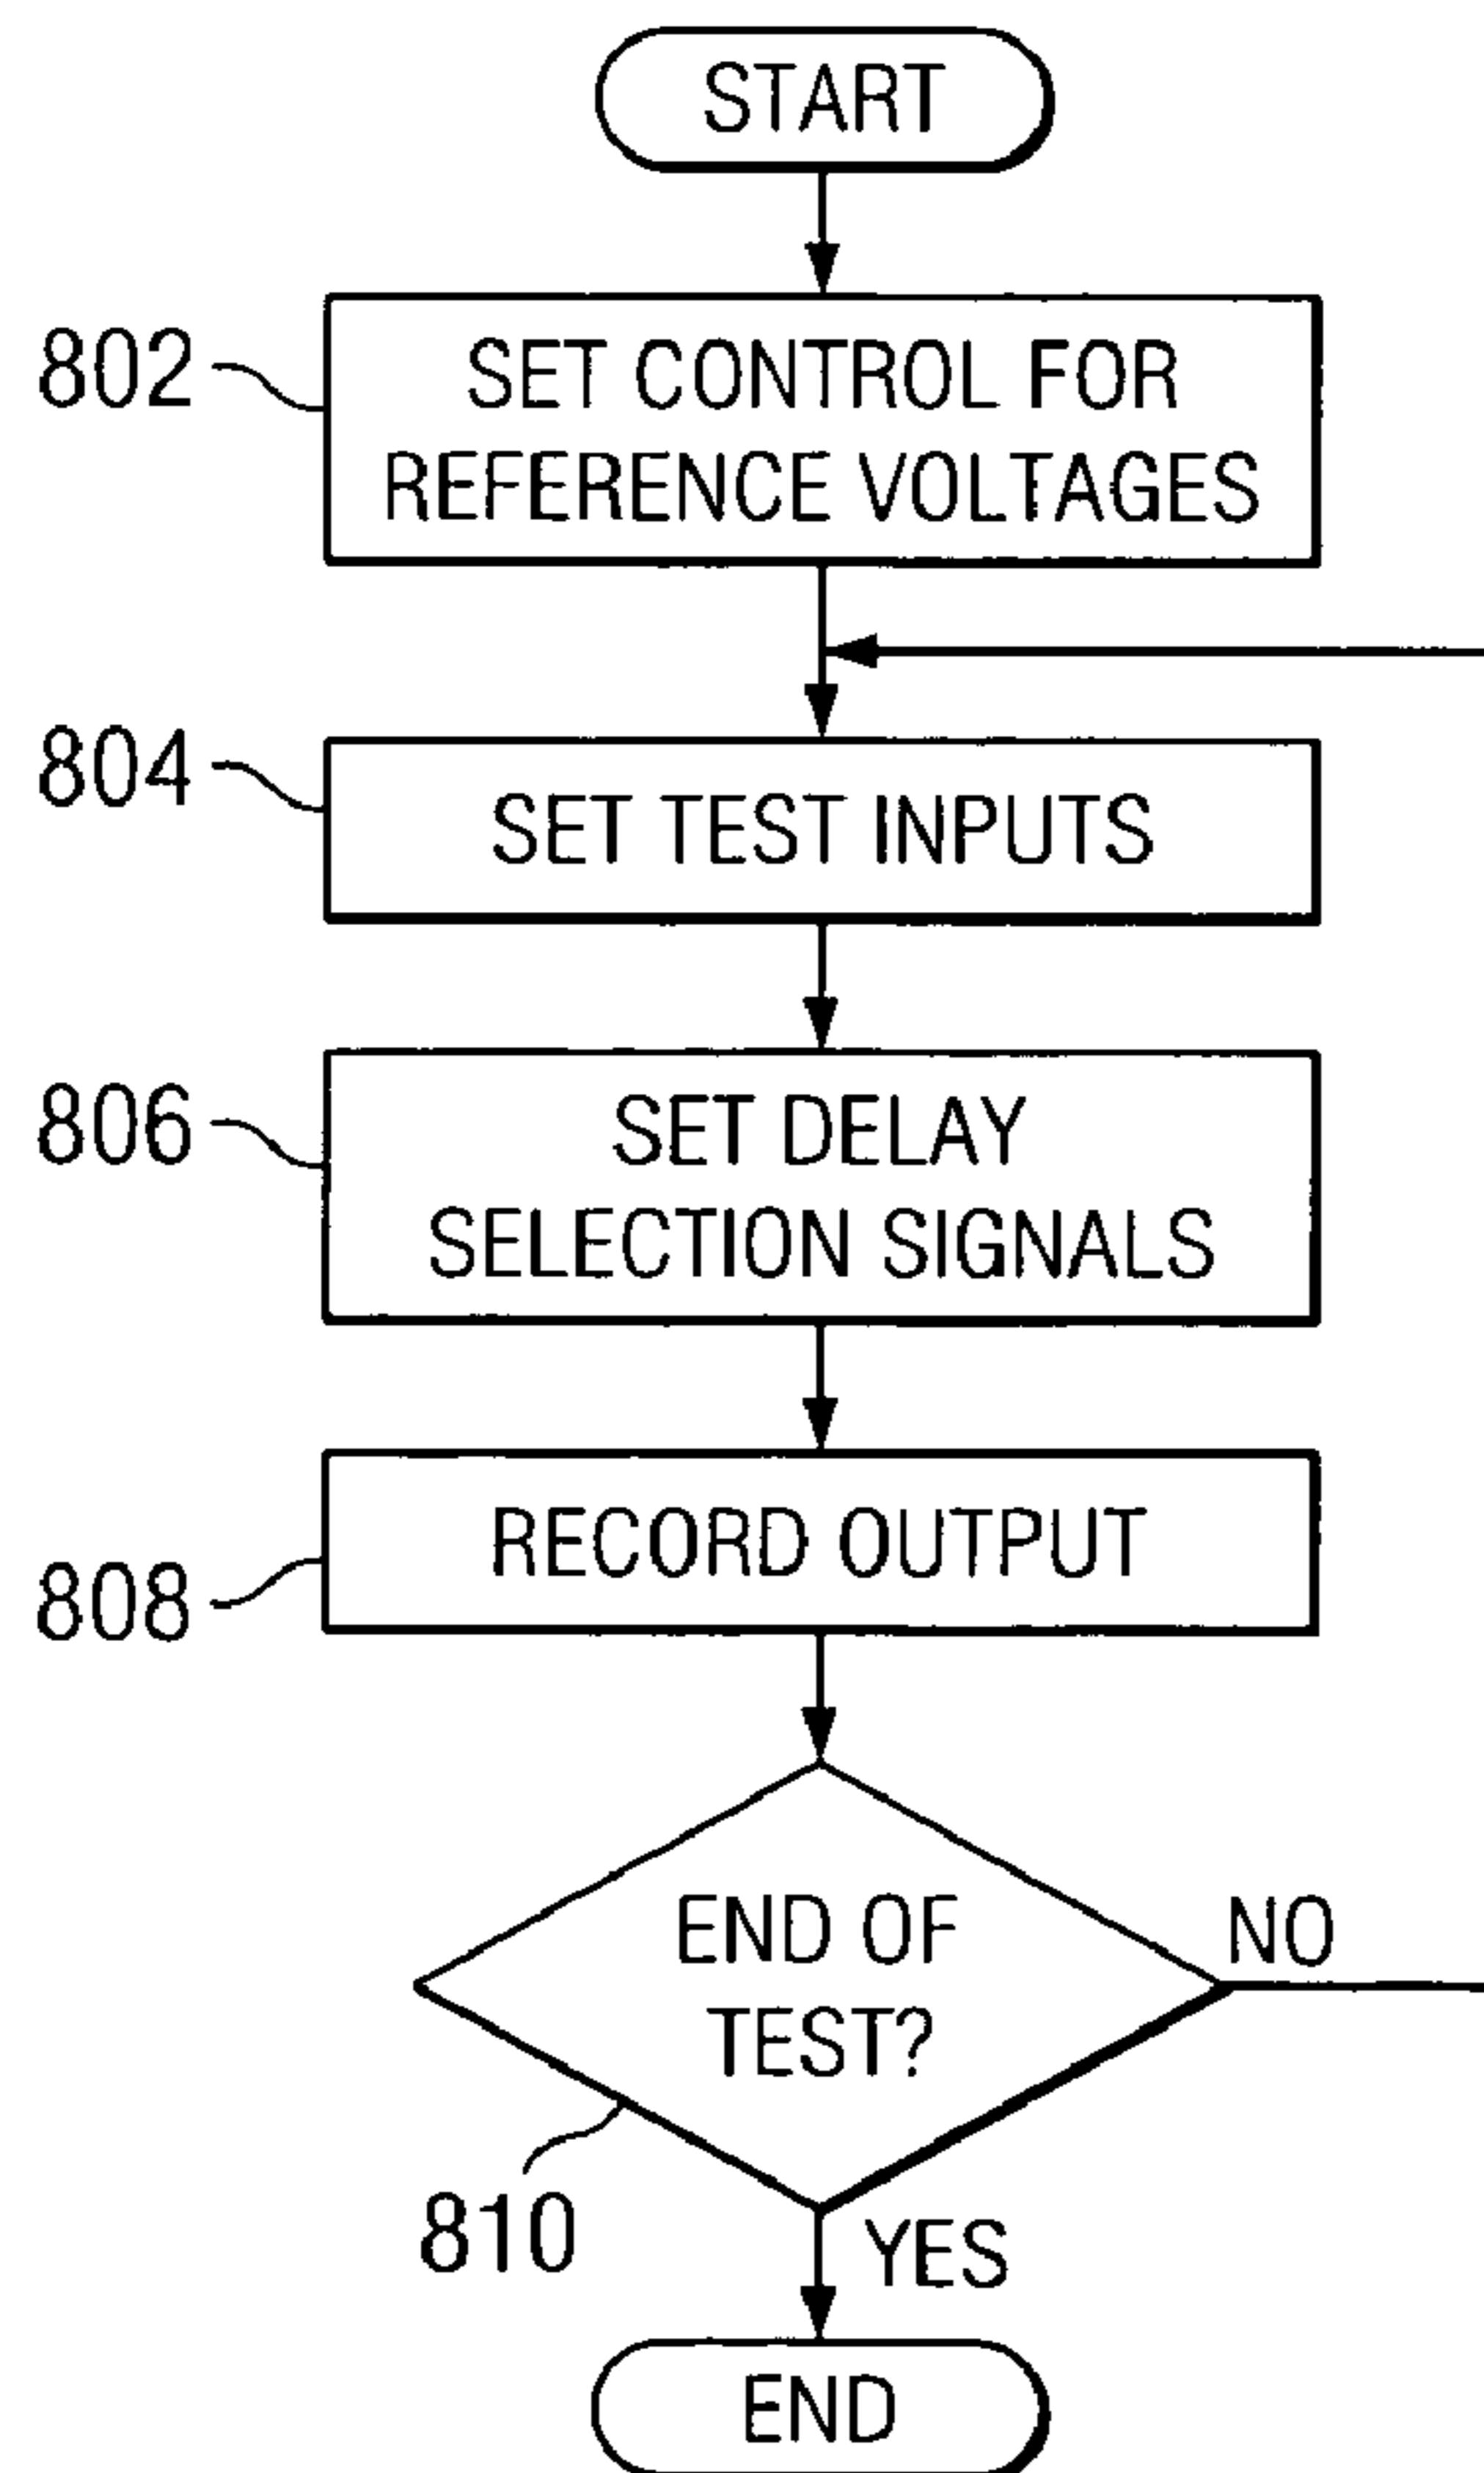 START
802
SET CONTROL FOR
REFERENCE VOLTAGES
804
SET TEST INPUTS
806
SET DELAY
SELECTION SIGNALS
RECORD OUTPUT
808
END OF
TEST?
NO
810
YES
END